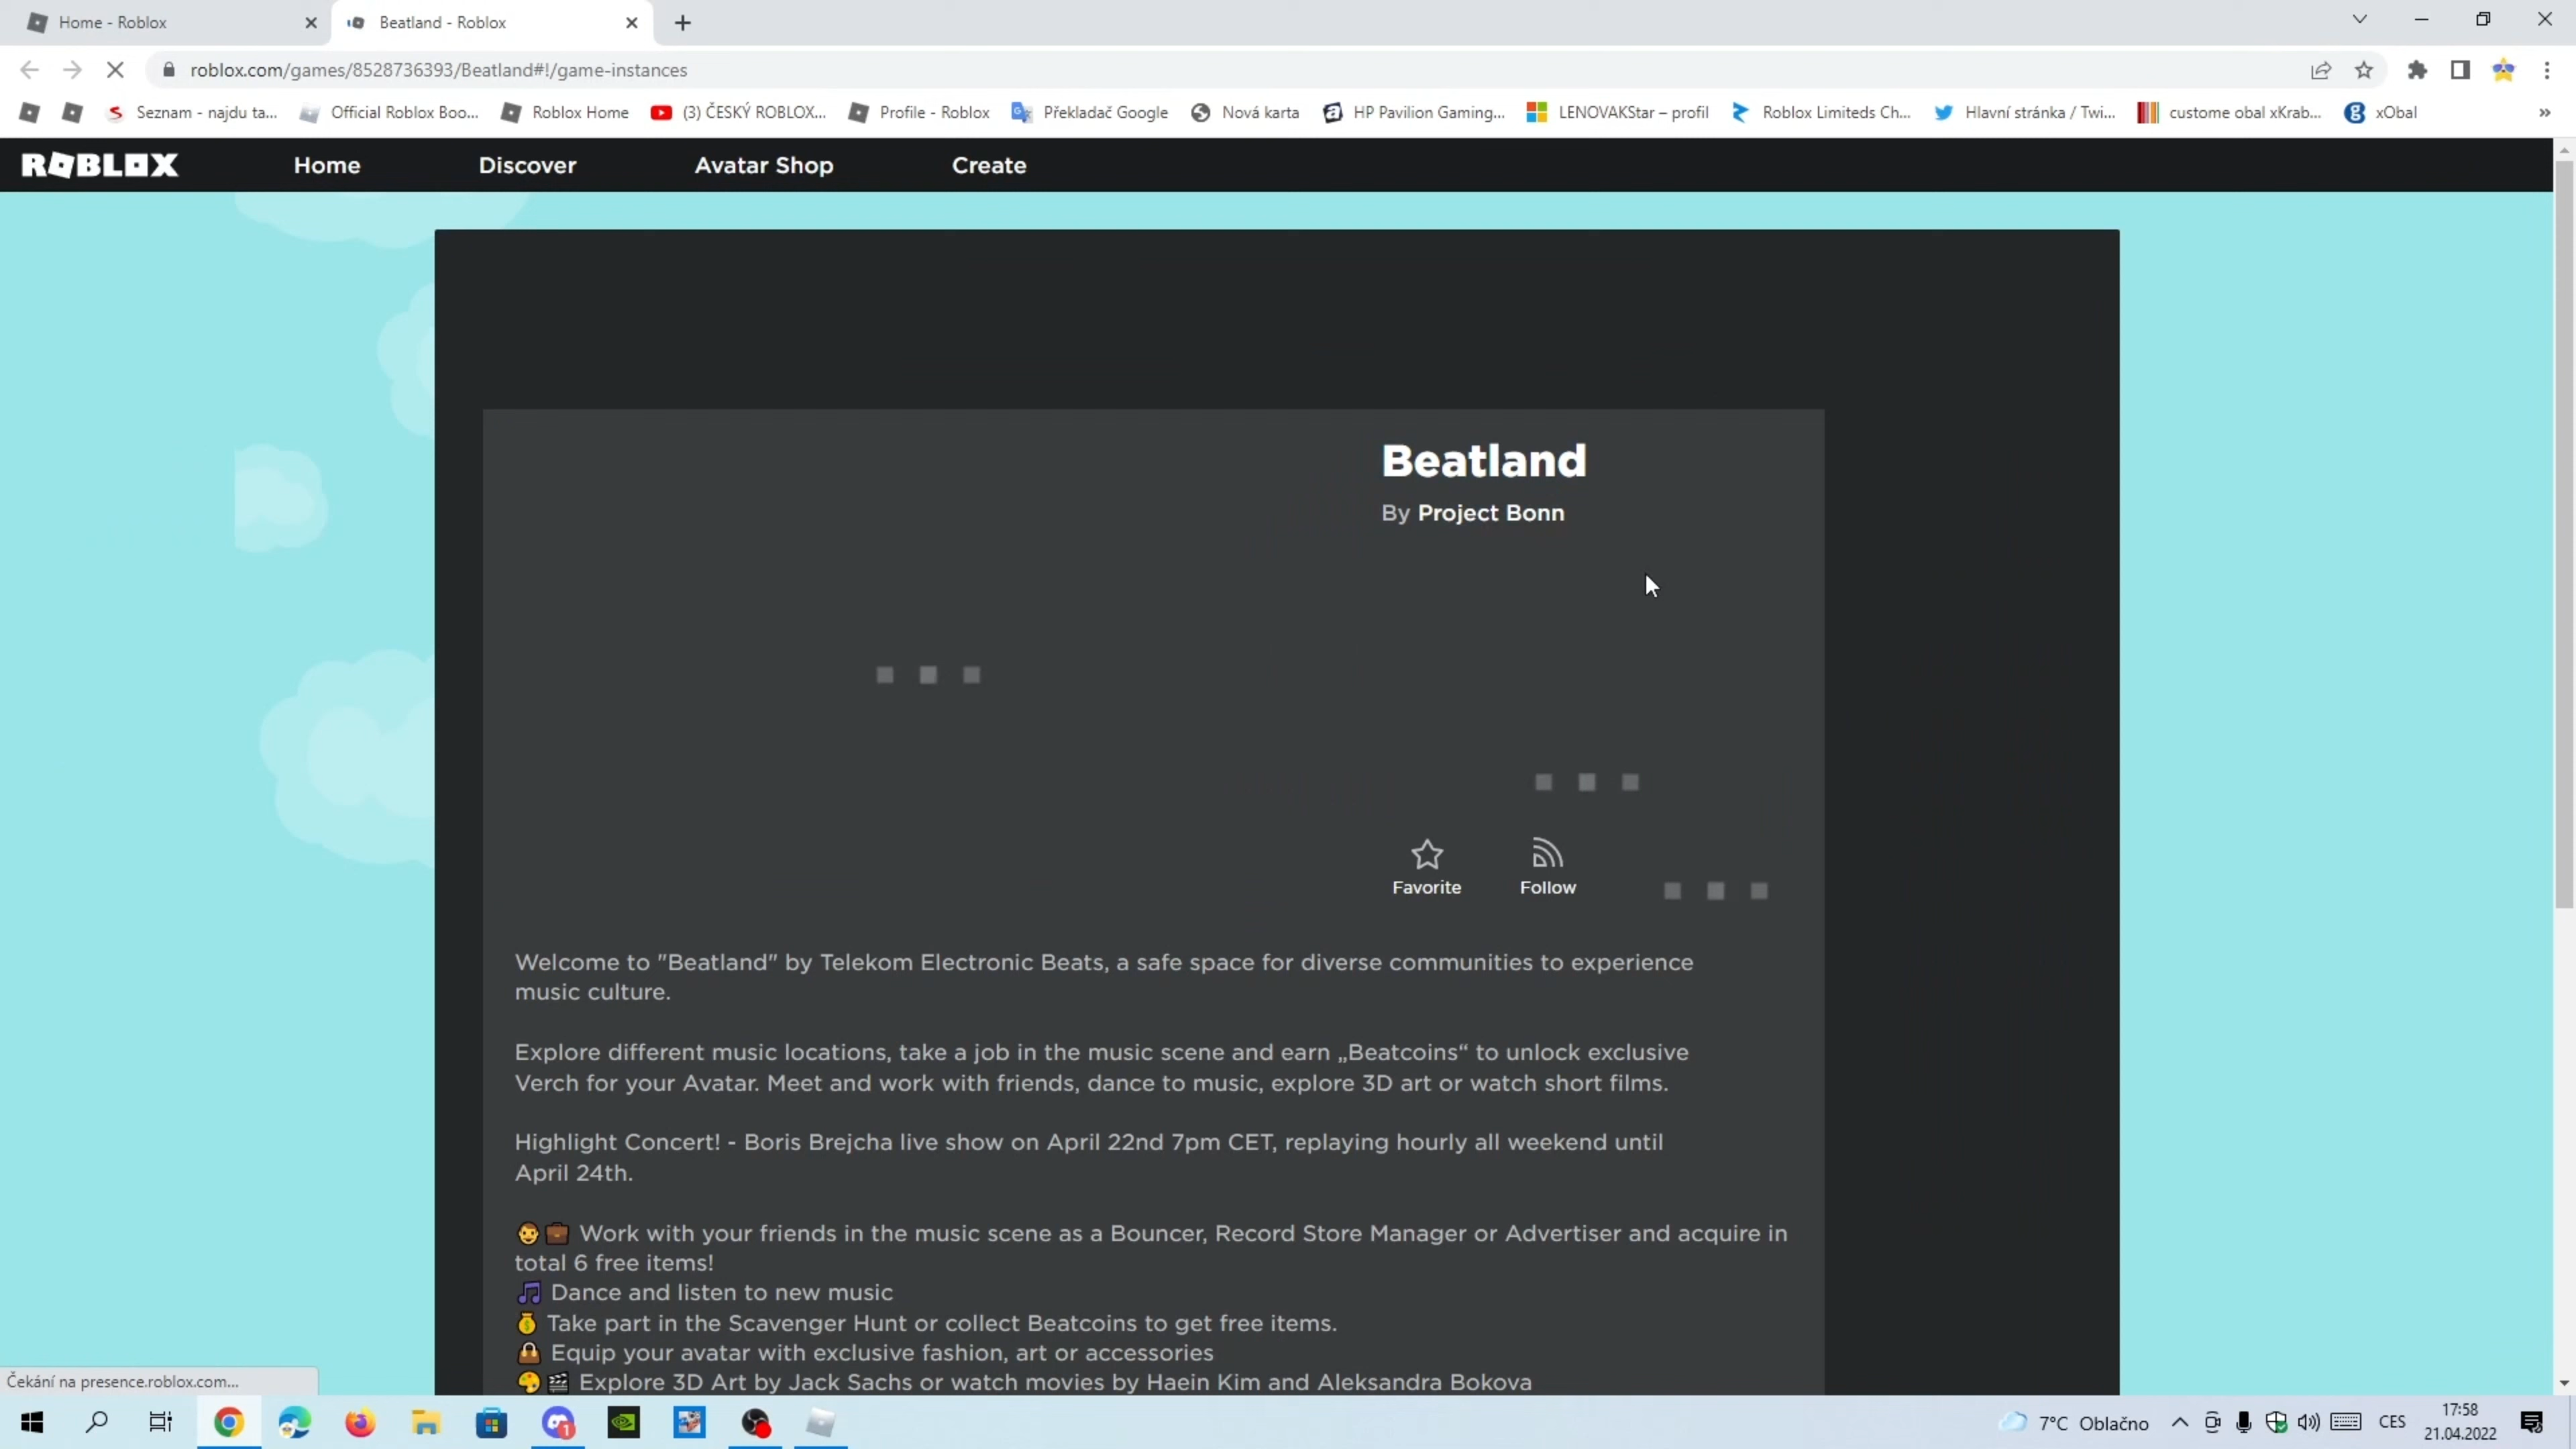 Home - Roblox
Beatland - Roblox
roblox.com/games/8528736393/Beatland#!/game-instances
Seznam - najdu ta...
Official Roblox Boo...
Roblox Home
(3) ČESKÝ ROBLOX...
Profile - Roblox
Překladač Google
Nová karta
HP Pavilion Gaming...
LENOVAKStar – profil
Roblox Limiteds Ch...
Hlavní stránka / Twi...
custome obal xKrab...
xObal
ROBLOX
Home
Discover
Avatar Shop
Create
Beatland
By Project Bonn
Favorite
Follow
Welcome to "Beatland" by Telekom Electronic Beats, a safe space for diverse communities to experience
music culture.
Explore different music locations, take a job in the music scene and earn „Beatcoins“ to unlock exclusive
Verch for your Avatar. Meet and work with friends, dance to music, explore 3D art or watch short films.
Highlight Concert! - Boris Brejcha live show on April 22nd 7pm CET, replaying hourly all weekend until
April 24th.
Work with your friends in the music scene as a Bouncer, Record Store Manager or Advertiser and acquire in
total 6 free items!
Dance and listen to new music
Take part in the Scavenger Hunt or collect Beatcoins to get free items.
Equip your avatar with exclusive fashion, art or accessories
Explore 3D Art by Jack Sachs or watch movies by Haein Kim and Aleksandra Bokova
Čekání na presence.roblox.com...
1
7°C Oblačno
CES
17:58
21.04.2022